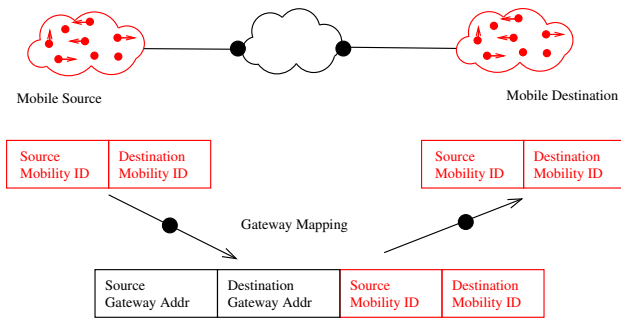 Mobile Source
Mobile Destination
Source
Mobility ID
Destination
Mobility ID
Source
Mobility ID
Destination
Mobility ID
Gateway Mapping
Source
Gateway Addr
Destination
Gateway Addr
Source
Mobility ID
Destination
Mobility ID